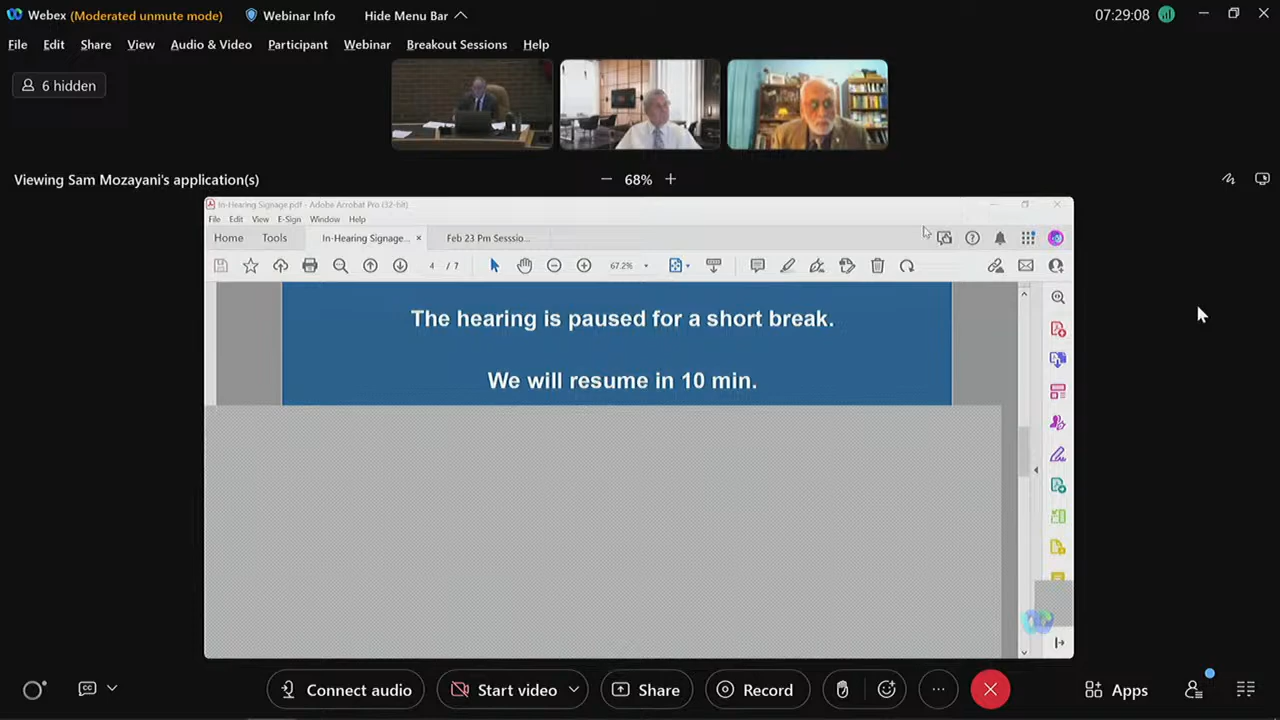 Webex (Moderated unmute mode) Webinar Info Hide Menu Bar 07:29:08
File Edit Share View Audio & Video Participant Webinar Breakout Sessions Help
6 hidden
Viewing Sam Mozayani's application(s) 68%
In-Hearing Signage.pdf - Adobe Acrobat Pro (32-bit)
File Edit View E-Sign Window Help
Home Tools In-Hearing Signage... × Feb 23 Pm Sesssio...
4 / 7 67.2%
The hearing is paused for a short break.
We will resume in 10 min.
CC Connect audio Start video Share Record Apps